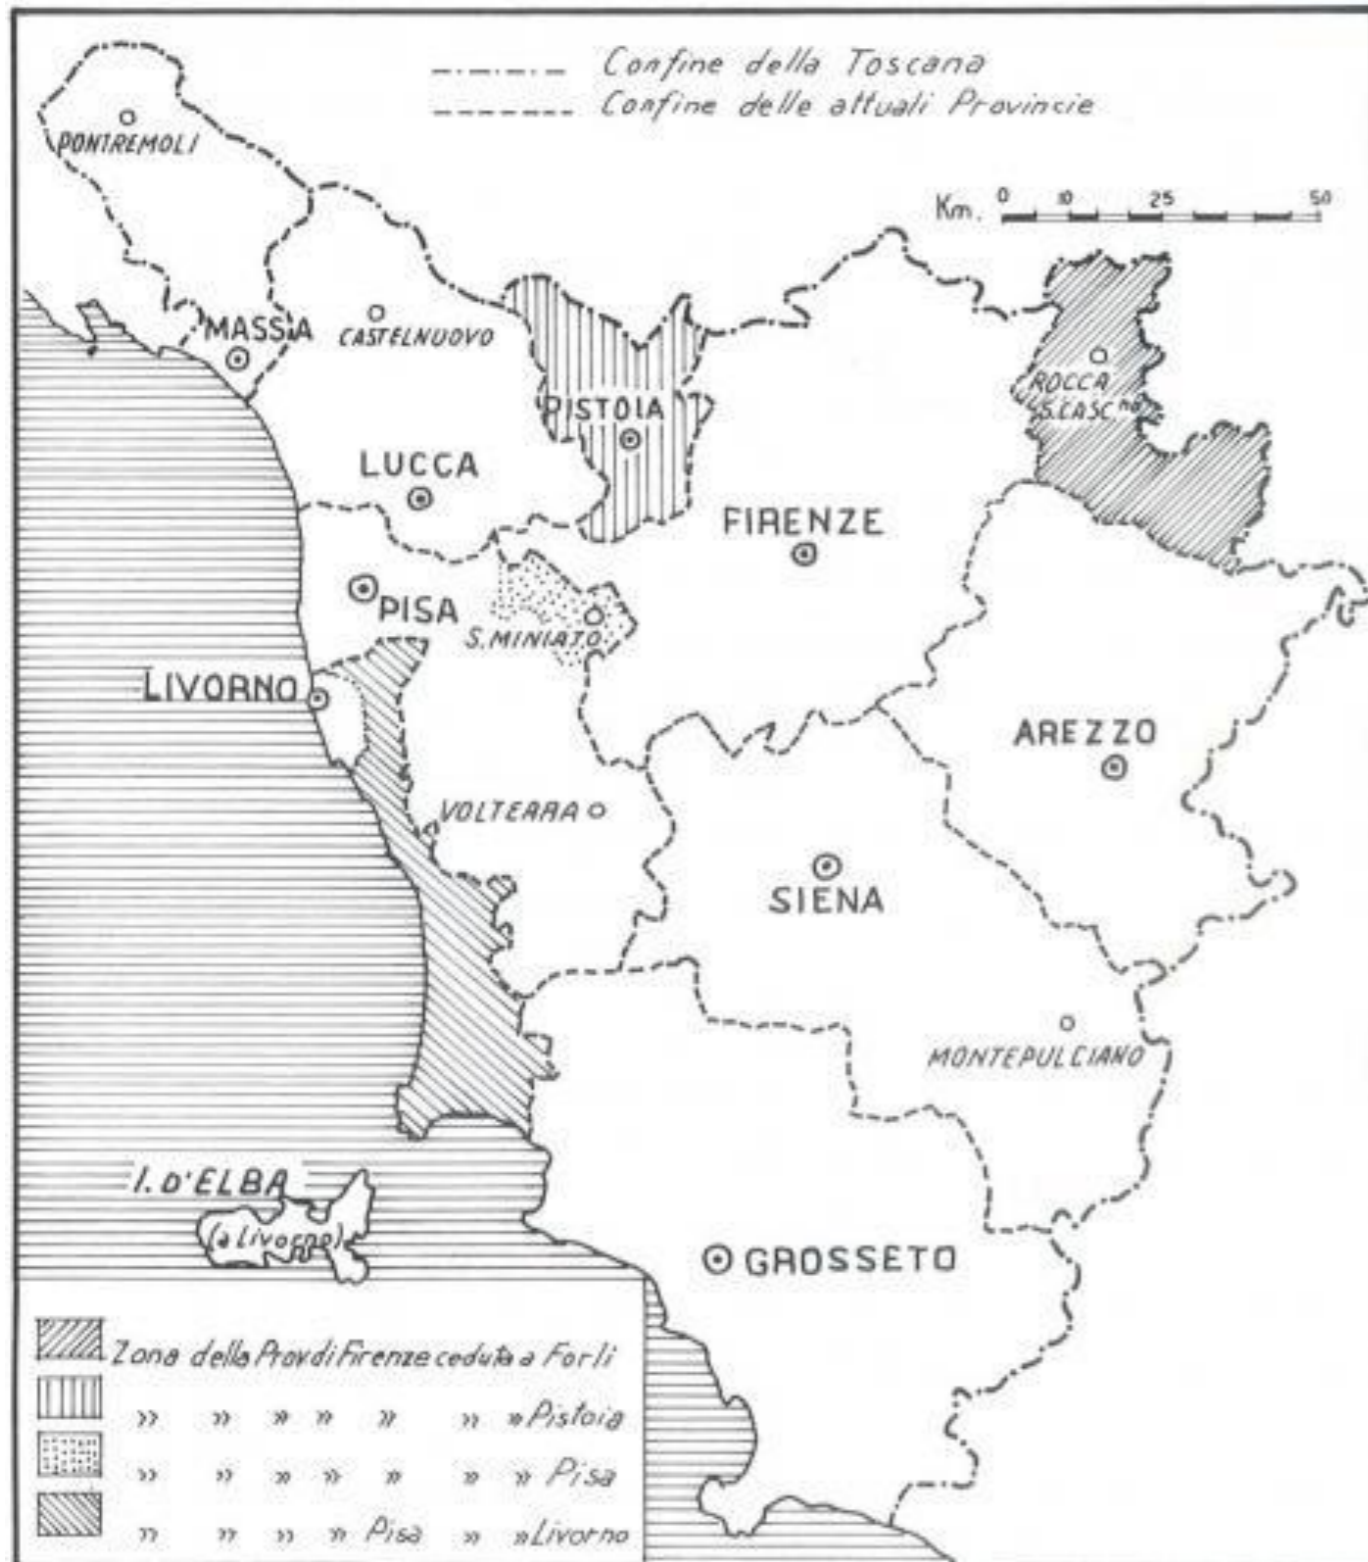 Confine della Toscana
Confine delle attuali Provincie
Km. 0 10 25 50
PONTREMOLI
MASSIA
CASTELNUOVO
PISTOIA
ROCCA
S. CASC.no
LUCCA
FIRENZE
PISA
S. MINIATO
LIVORNO
AREZZO
VOLTERRA
SIENA
MONTEPULCIANO
I. D'ELBA
(a Livorno)
GROSSETO
Zona della Prov di Firenze ceduta a Forlì
» » » » » » » Pistoia
» » » » » » » Pisa
» » » » Pisa » » Livorno